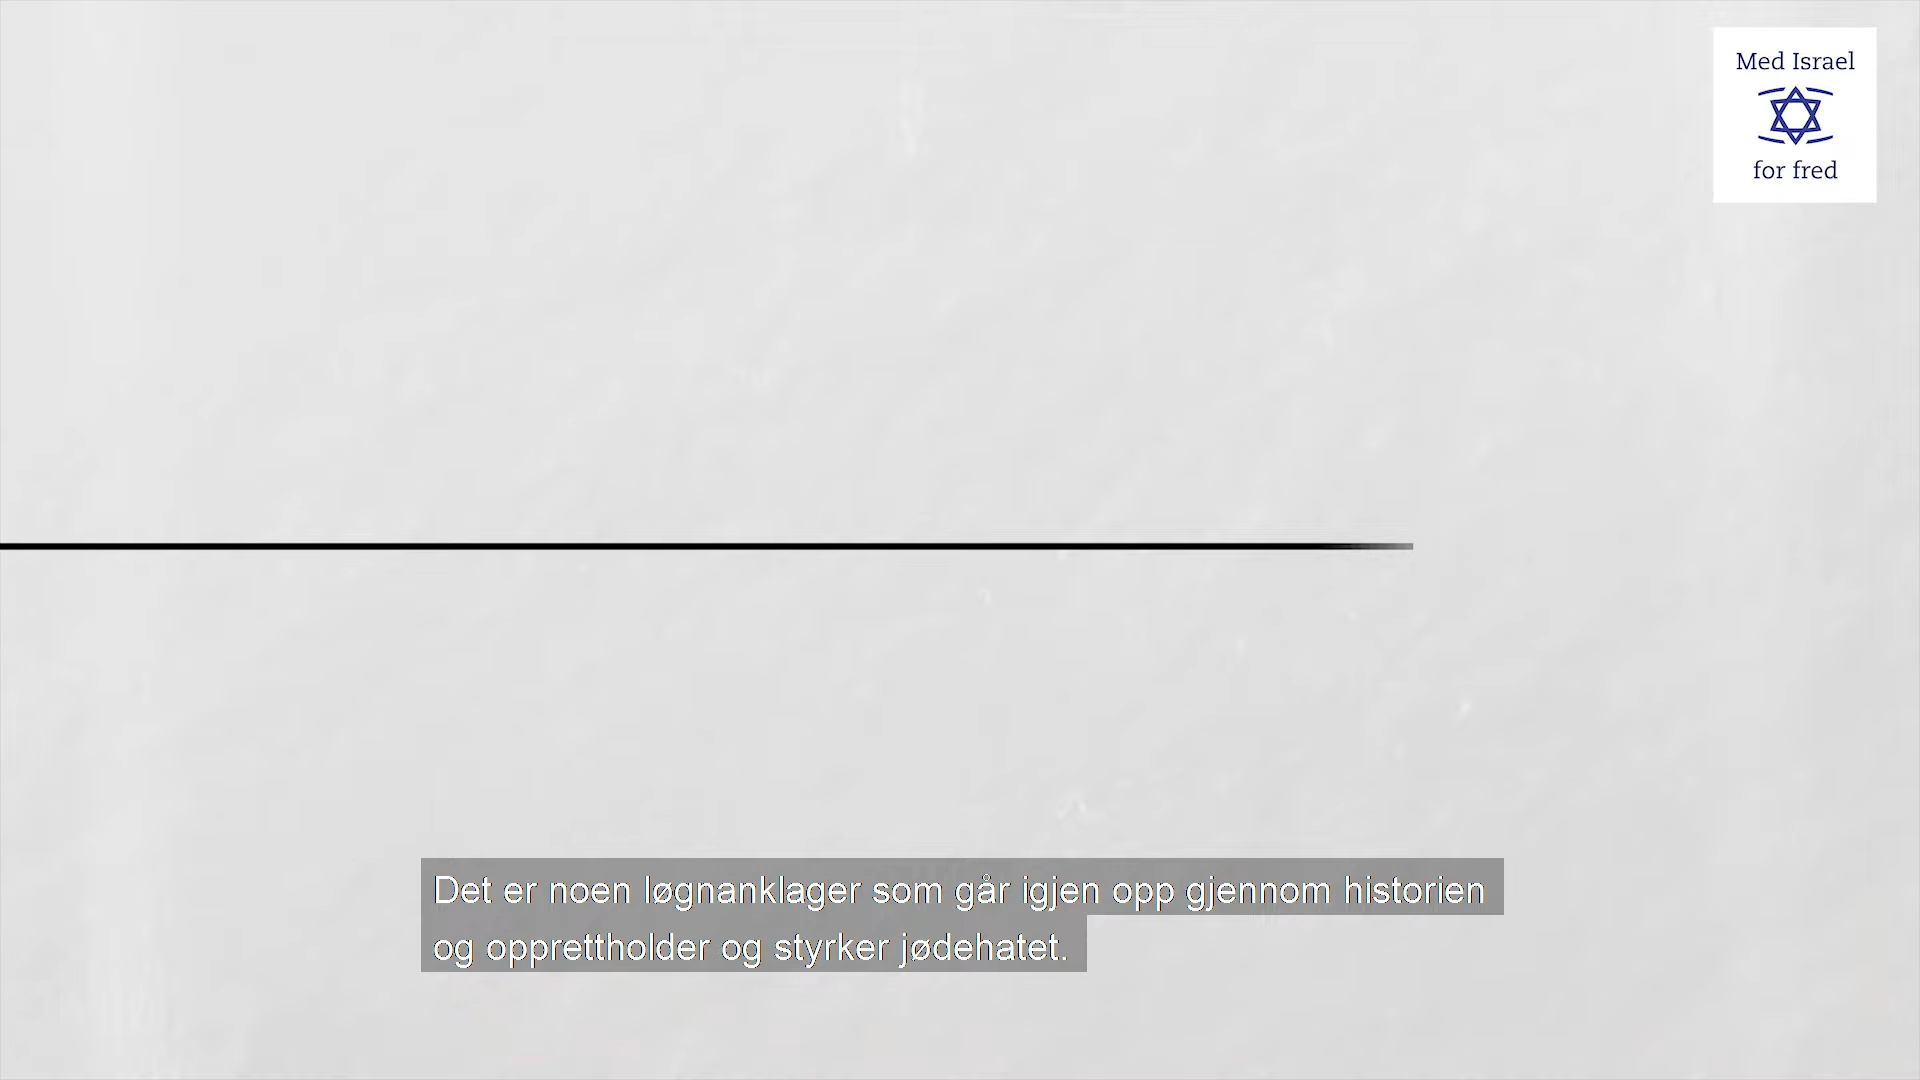 Med Israel
for fred
Det er noen løgnanklager som går igjen opp gjennom historien
og opprettholder og styrker jødehatet.